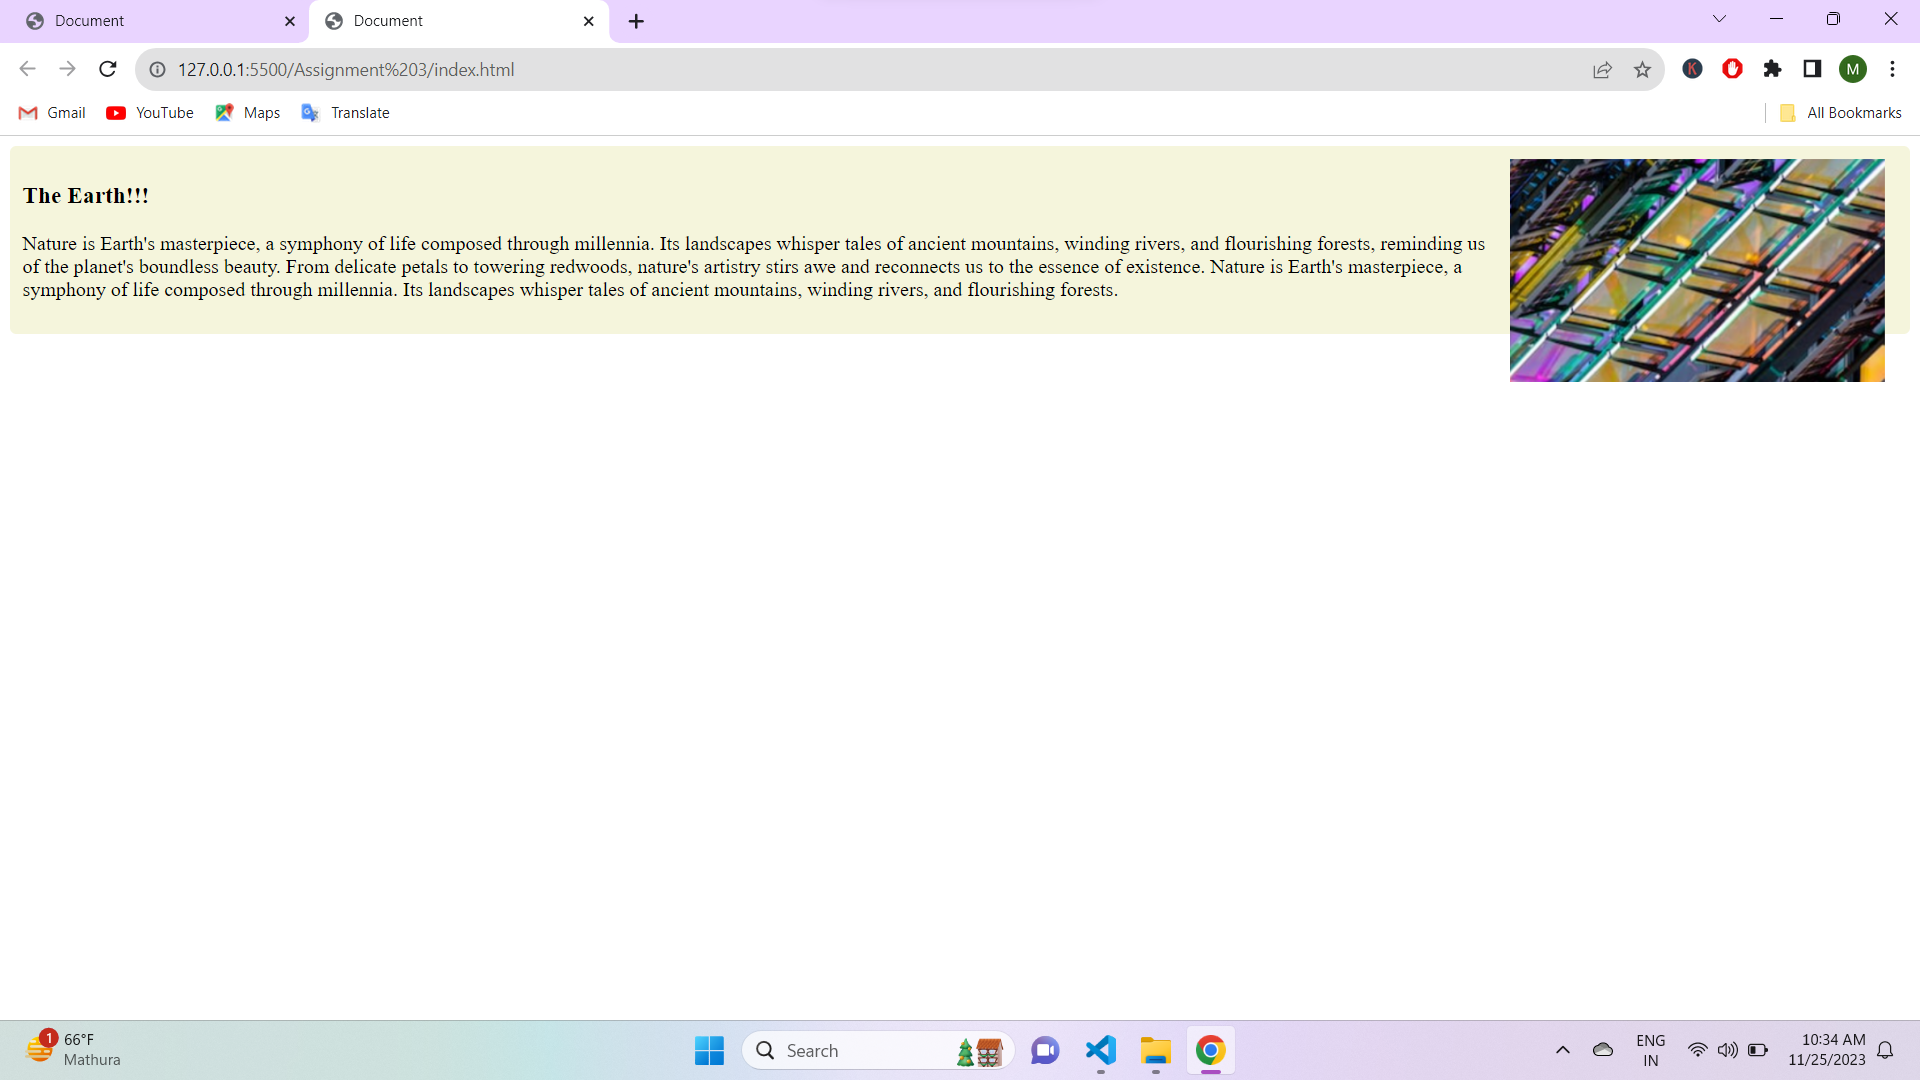 Document
Document
127.0.0.1:5500/Assignment%203/index.html
K
M
Gmail
YouTube
Maps
Translate
All Bookmarks
The Earth!!!
Nature is Earth's masterpiece, a symphony of life composed through millennia. Its landscapes whisper tales of ancient mountains, winding rivers, and flourishing forests, reminding us
of the planet's boundless beauty. From delicate petals to towering redwoods, nature's artistry stirs awe and reconnects us to the essence of existence. Nature is Earth's masterpiece, a
symphony of life composed through millennia. Its landscapes whisper tales of ancient mountains, winding rivers, and flourishing forests.
1
66°F
Mathura
Search
ENG
IN
10:34 AM
11/25/2023